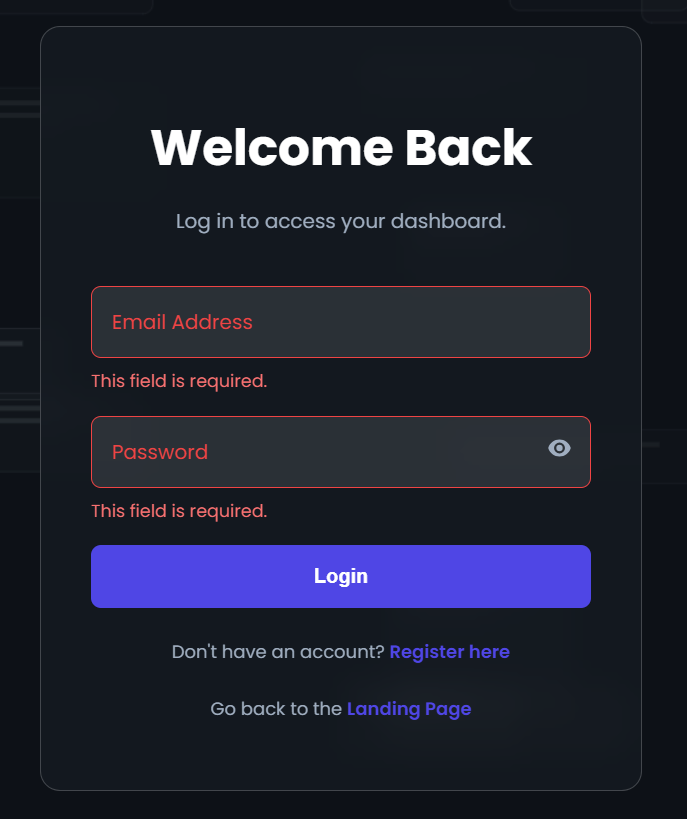 Welcome Back
Log in to access your dashboard.
Email Address
This field is required.
Password
This field is required.
Login
Don't have an account? Register here
Go back to the Landing Page